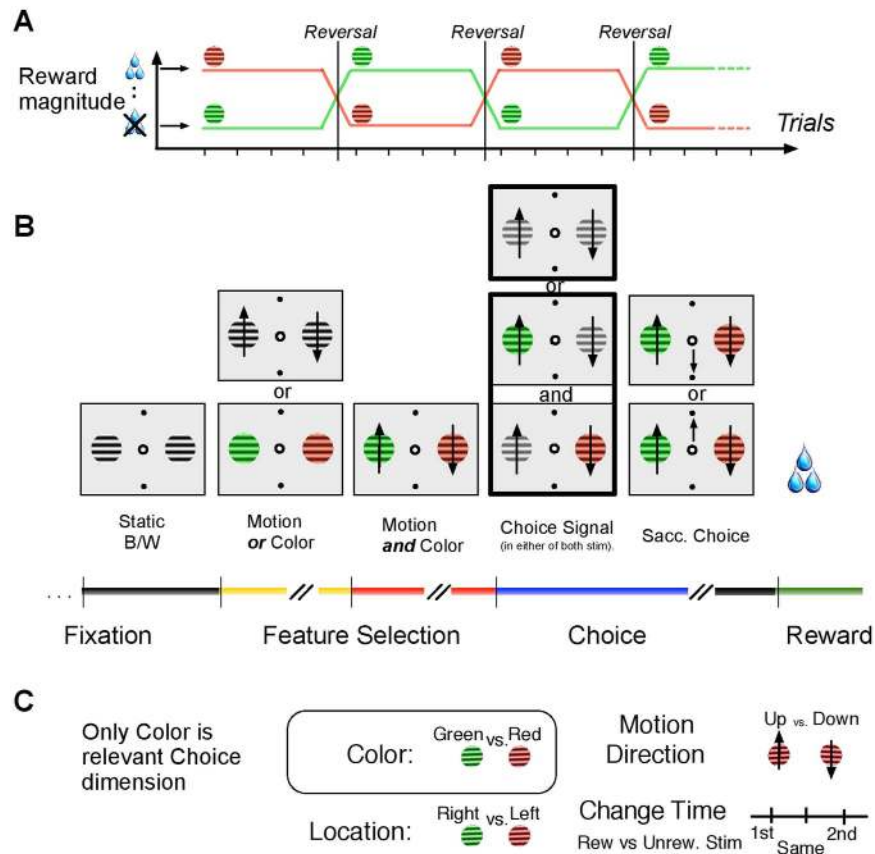 A
Reversal Reversal Reversal
Reward
magnitude
Trials
B
or
or
and
or
Static
B/W
Motion
or Color
Motion
and Color
Choice Signal
(in either of both stim).
Sacc. Choice
. . .
Fixation Feature Selection Choice Reward
C
Only Color is
relevant Choice
dimension
Color:
Green vs. Red
Location:
Right vs. Left
Motion
Direction
Up vs. Down
Change Time
Rew vs Unrew. Stim
1st Same 2nd